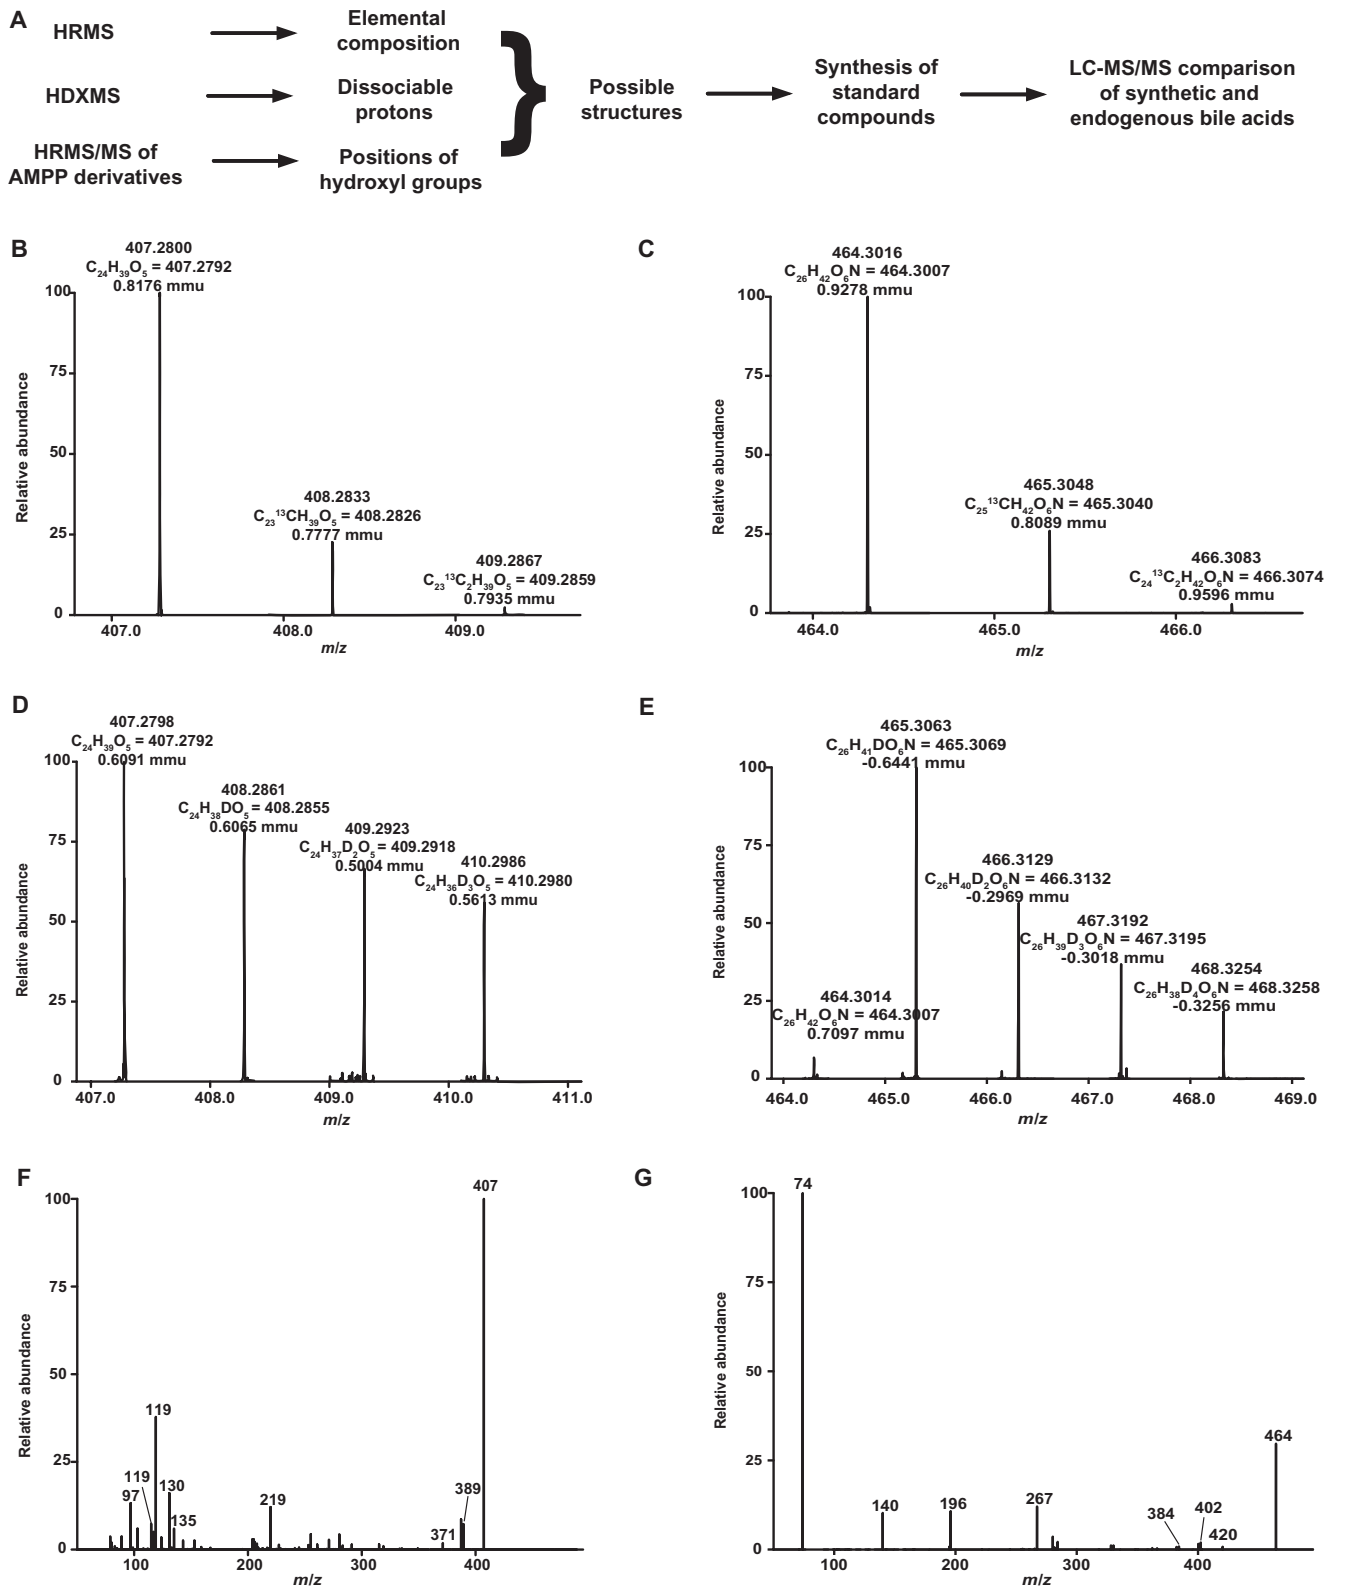 A
HRMS
Elemental
composition
HDXMS
Dissociable
protons
HRMS/MS of
AMPP derivatives
Positions of
hydroxyl groups
}
Possible
structures
Synthesis of
standard
compounds
LC-MS/MS comparison
of synthetic and
endogenous bile acids
B
407.2800
C24H39O5 = 407.2792
0.8176 mmu
408.2833
C23 13CH39O5 = 408.2826
0.7777 mmu
409.2867
C23 13C2H39O5 = 409.2859
0.7935 mmu
100
75
50
25
0
Relative abundance
407.0 408.0 409.0
m/z
C
464.3016
C26H42O6N = 464.3007
0.9278 mmu
465.3048
C25 13CH42O6N = 465.3040
0.8089 mmu
466.3083
C24 13C2H42O6N = 466.3074
0.9596 mmu
100
75
50
25
0
Relative abundance
464.0 465.0 466.0
m/z
D
407.2798
C24H39O5 = 407.2792
0.6091 mmu
408.2861
C24H38DO5 = 408.2855
0.6065 mmu
409.2923
C24H37D2O5 = 409.2918
0.5004 mmu
410.2986
C24H36D3O5 = 410.2980
0.5613 mmu
100
75
50
25
0
Relative abundance
407.0 408.0 409.0 410.0 411.0
m/z
E
465.3063
C26H41DO6N = 465.3069
-0.6441 mmu
466.3129
C26H40D2O6N = 466.3132
-0.2969 mmu
467.3192
C26H39D3O6N = 467.3195
-0.3018 mmu
468.3254
C26H38D4O6N = 468.3258
-0.3256 mmu
464.3014
C26H42O6N = 464.3007
0.7097 mmu
100
75
50
25
0
Relative abundance
464.0 465.0 466.0 467.0 468.0 469.0
m/z
F
407
119
119
97
130
135
219
389
371
100
75
50
25
0
Relative abundance
100 200 300 400
m/z
G
74
140
196
267
384
402
420
464
100
75
50
25
0
Relative abundance
100 200 300 400
m/z